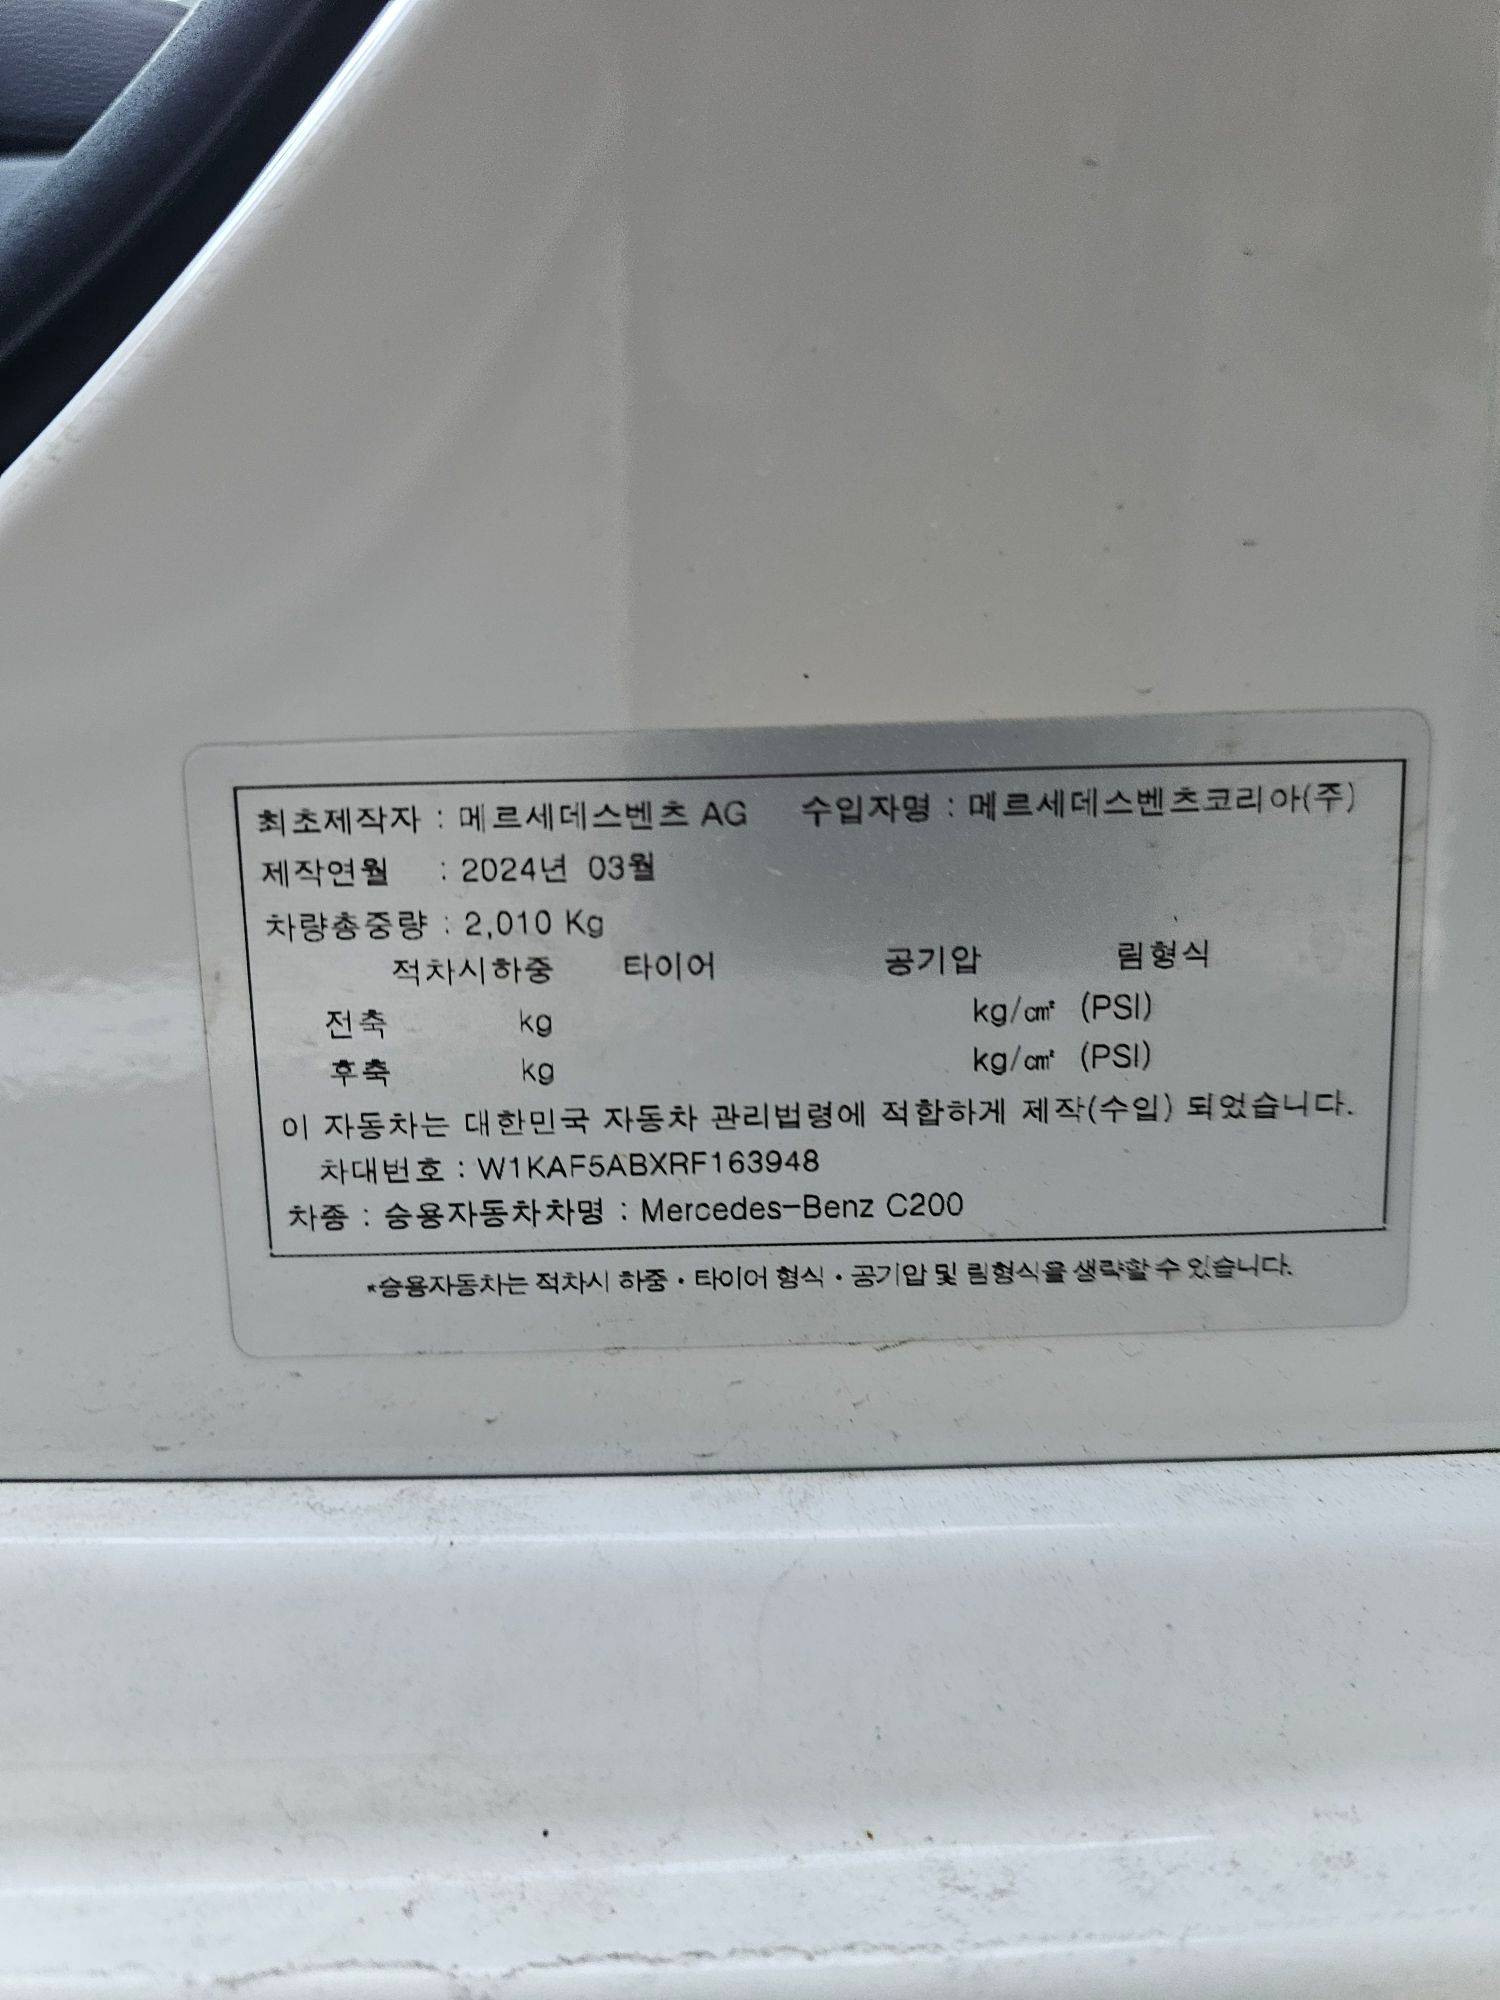 최초제작자 : 메르세데스벤츠 AG 수입자명 : 메르세데스벤츠코리아(주)
제작연월 : 2024년 03월
차량총중량 : 2,010 Kg
적차시하중 타이어 공기압 림형식
전축 kg kg/㎠ (PSI)
후축 kg kg/㎠ (PSI)
이 자동차는 대한민국 자동차 관리법령에 적합하게 제작(수입) 되었습니다.
차대번호 : W1KAF5ABXRF163948
차종 : 승용자동차차명 : Mercedes-Benz C200
*승용자동차는 적차시 하중・타이어 형식・공기압 및 림형식을 생략할 수 있습니다.